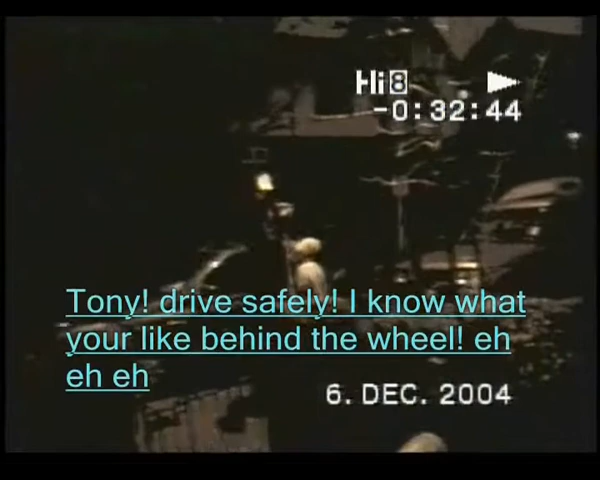 Hi8
-0:32:44
Tony! drive safely! I know what
your like behind the wheel! eh
eh eh
6. DEC. 2004